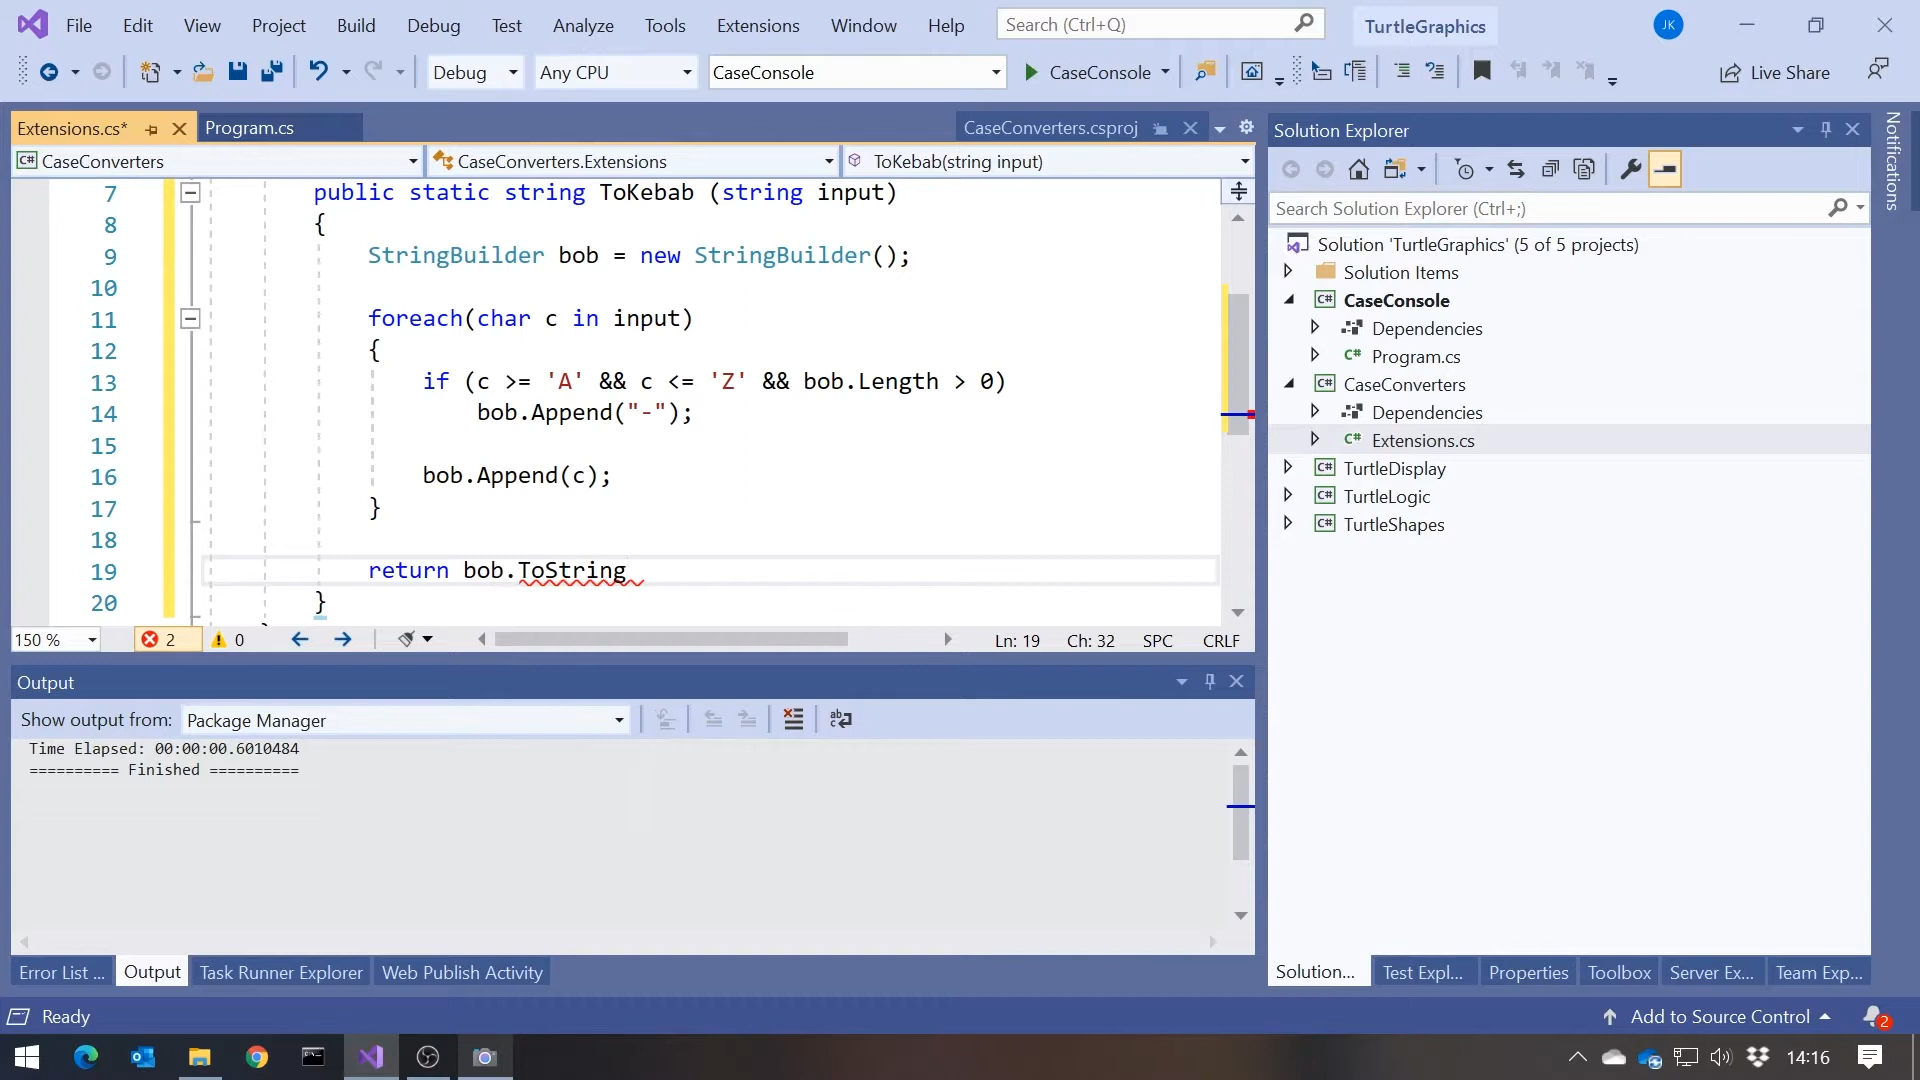 File Edit View Project Build Debug Test Analyze Tools Extensions Window Help Search (Ctrl+Q) TurtleGraphics JK
Debug Any CPU CaseConsole CaseConsole Live Share
Extensions.cs* Program.cs CaseConverters.csproj
CaseConverters CaseConverters.Extensions ToKebab(string input)
7 public static string ToKebab (string input)
8 {
9 StringBuilder bob = new StringBuilder();
10
11 foreach(char c in input)
12 {
13 if (c >= 'A' && c <= 'Z' && bob.Length > 0)
14 bob.Append("-");
15
16 bob.Append(c);
17 }
18
19 return bob.ToString
20 }
150 % 2 0 Ln: 19 Ch: 32 SPC CRLF
Output
Show output from: Package Manager
Time Elapsed: 00:00:00.6010484
========== Finished ==========
Error List ... Output Task Runner Explorer Web Publish Activity
Solution Explorer
Search Solution Explorer (Ctrl+;)
Solution 'TurtleGraphics' (5 of 5 projects)
Solution Items
C# CaseConsole
Dependencies
C# Program.cs
C# CaseConverters
Dependencies
C# Extensions.cs
C# TurtleDisplay
C# TurtleLogic
C# TurtleShapes
Solution... Test Expl... Properties Toolbox Server Ex... Team Exp...
Notifications
Ready Add to Source Control 2
14:16